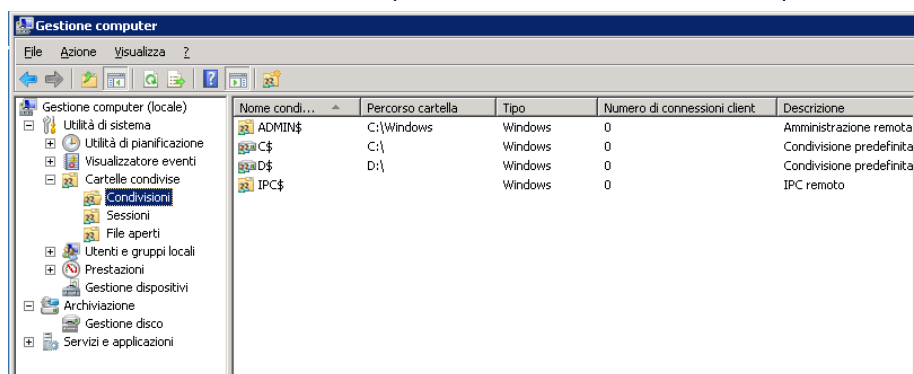 Gestione computer
File Azione Visualizza ?
Gestione computer (locale)
Utilità di sistema
Utilità di pianificazione
Visualizzatore eventi
Cartelle condivise
Condivisioni
Sessioni
File aperti
Utenti e gruppi locali
Prestazioni
Gestione dispositivi
Archiviazione
Gestione disco
Servizi e applicazioni
Nome condi... Percorso cartella Tipo Numero di connessioni client Descrizione
ADMIN$ C:\Windows Windows 0 Amministrazione remota
C$ C:\ Windows 0 Condivisione predefinita
D$ D:\ Windows 0 Condivisione predefinita
IPC$ Windows 0 IPC remoto